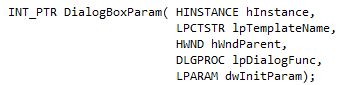 INT_PTR DialogBoxParam( HINSTANCE hInstance,
LPCTSTR lpTemplateName,
HWND hWndParent,
DLGPROC lpDialogFunc,
LPARAM dwInitParam);